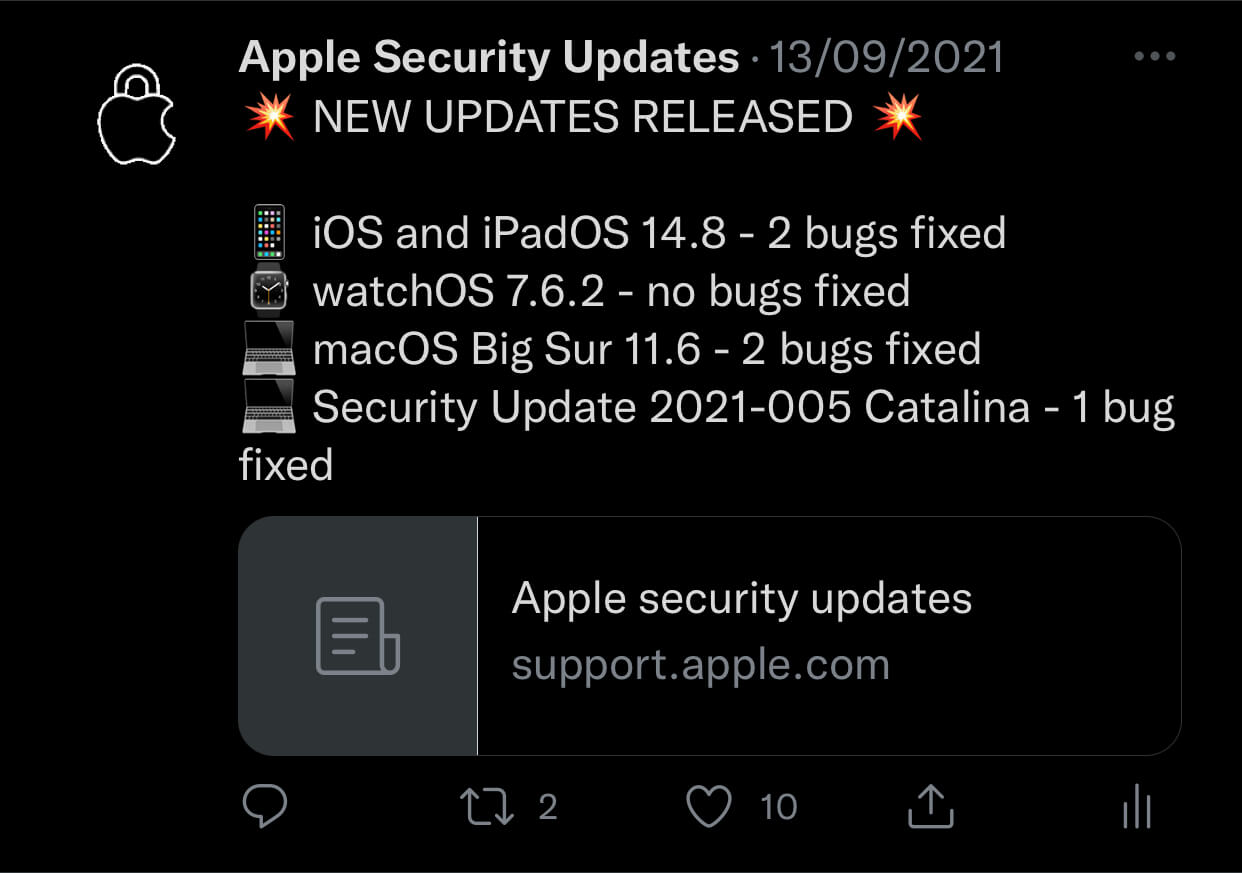 Apple Security Updates · 13/09/2021
💥 NEW UPDATES RELEASED 💥
📱 iOS and iPadOS 14.8 - 2 bugs fixed
⌚ watchOS 7.6.2 - no bugs fixed
💻 macOS Big Sur 11.6 - 2 bugs fixed
💻 Security Update 2021-005 Catalina - 1 bug
fixed
Apple security updates
support.apple.com
2 10